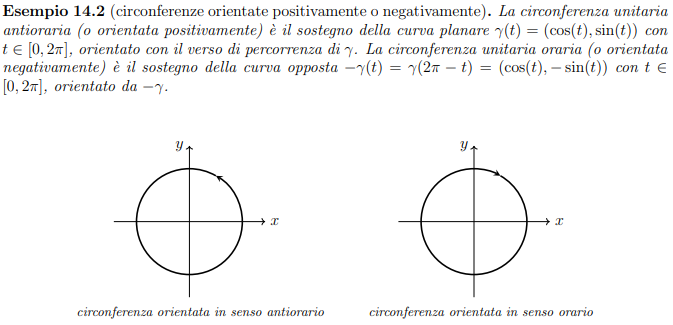 Esempio 14.2 (circonferenze orientate positivamente o negativamente). La circonferenza unitaria
antioraria (o orientata positivamente) è il sostegno della curva planare γ(t) = (cos(t), sin(t)) con
t ∈ [0, 2π], orientato con il verso di percorrenza di γ. La circonferenza unitaria oraria (o orientata
negativamente) è il sostegno della curva opposta −γ(t) = γ(2π − t) = (cos(t), − sin(t)) con t ∈
[0, 2π], orientato da −γ.
y
x
circonferenza orientata in senso antiorario
y
x
circonferenza orientata in senso orario